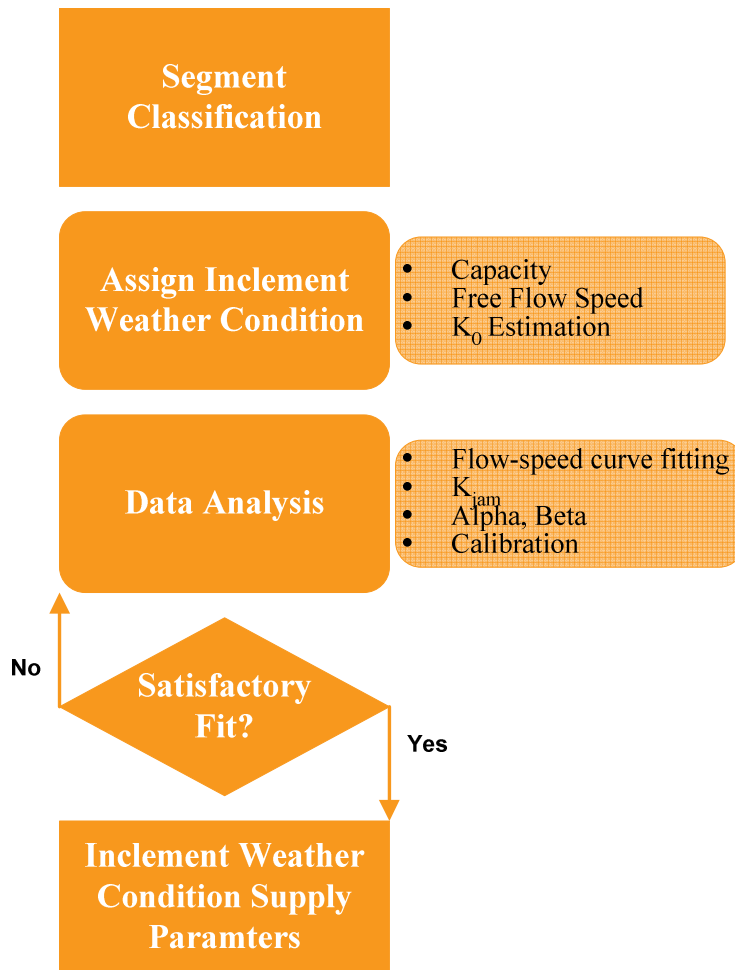 Segment
Classification
Assign Inclement
Weather Condition
• Capacity
• Free Flow Speed
• K0 Estimation
Data Analysis
• Flow-speed curve fitting
• Kjam
• Alpha, Beta
• Calibration
Satisfactory
Fit?
No
Yes
Inclement Weather
Condition Supply
Paramters